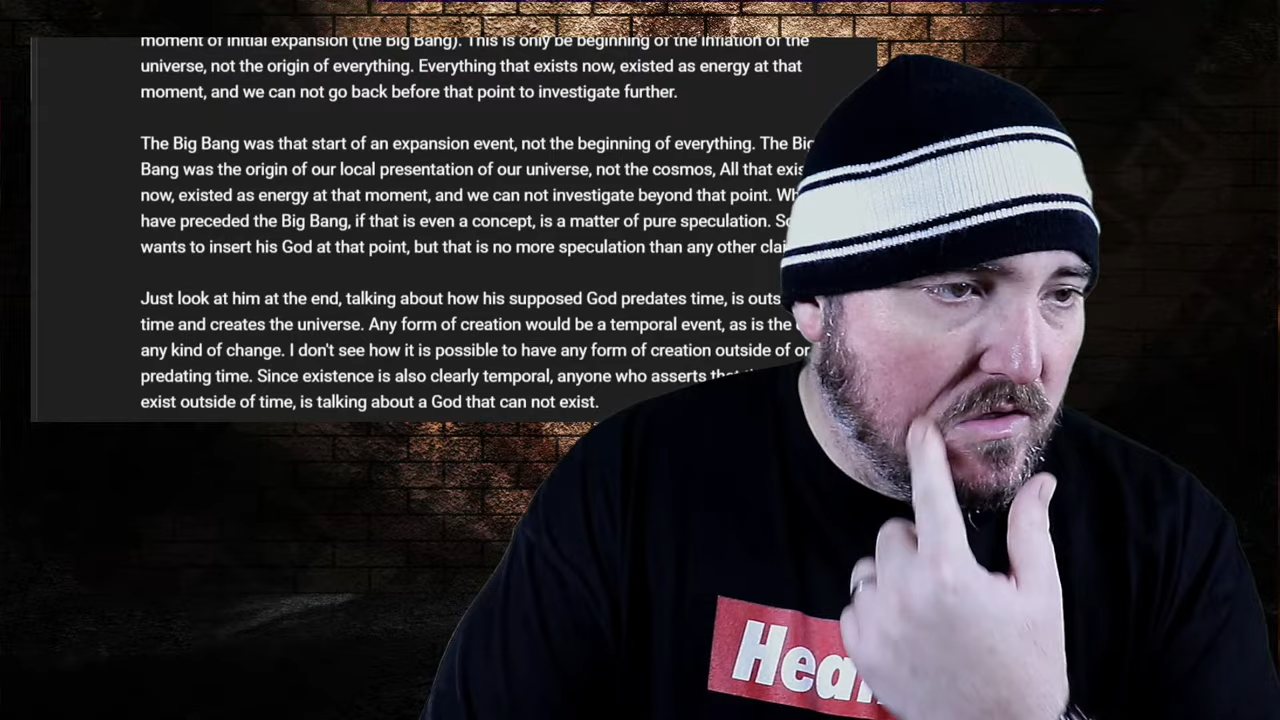 moment of initial expansion (the Big Bang). This is only be beginning of the inflation of the
universe, not the origin of everything. Everything that exists now, existed as energy at that
moment, and we can not go back before that point to investigate further.
The Big Bang was that start of an expansion event, not the beginning of everything. The Big
Bang was the origin of our local presentation of our universe, not the cosmos, All that
now, existed as energy at that moment, and we can not investigate beyond that point.
have preceded the Big Bang, if that is even a concept, is a matter of pure speculation.
wants to insert his God at that point, but that is no more speculation than any other
Just look at him at the end, talking about how his supposed God predates time, is
time and creates the universe. Any form of creation would be a temporal event, as is the
any kind of change. I don't see how it is possible to have any form of creation outside of or
predating time. Since existence is also clearly temporal, anyone who asserts that
exist outside of time, is talking about a God that can not exist.